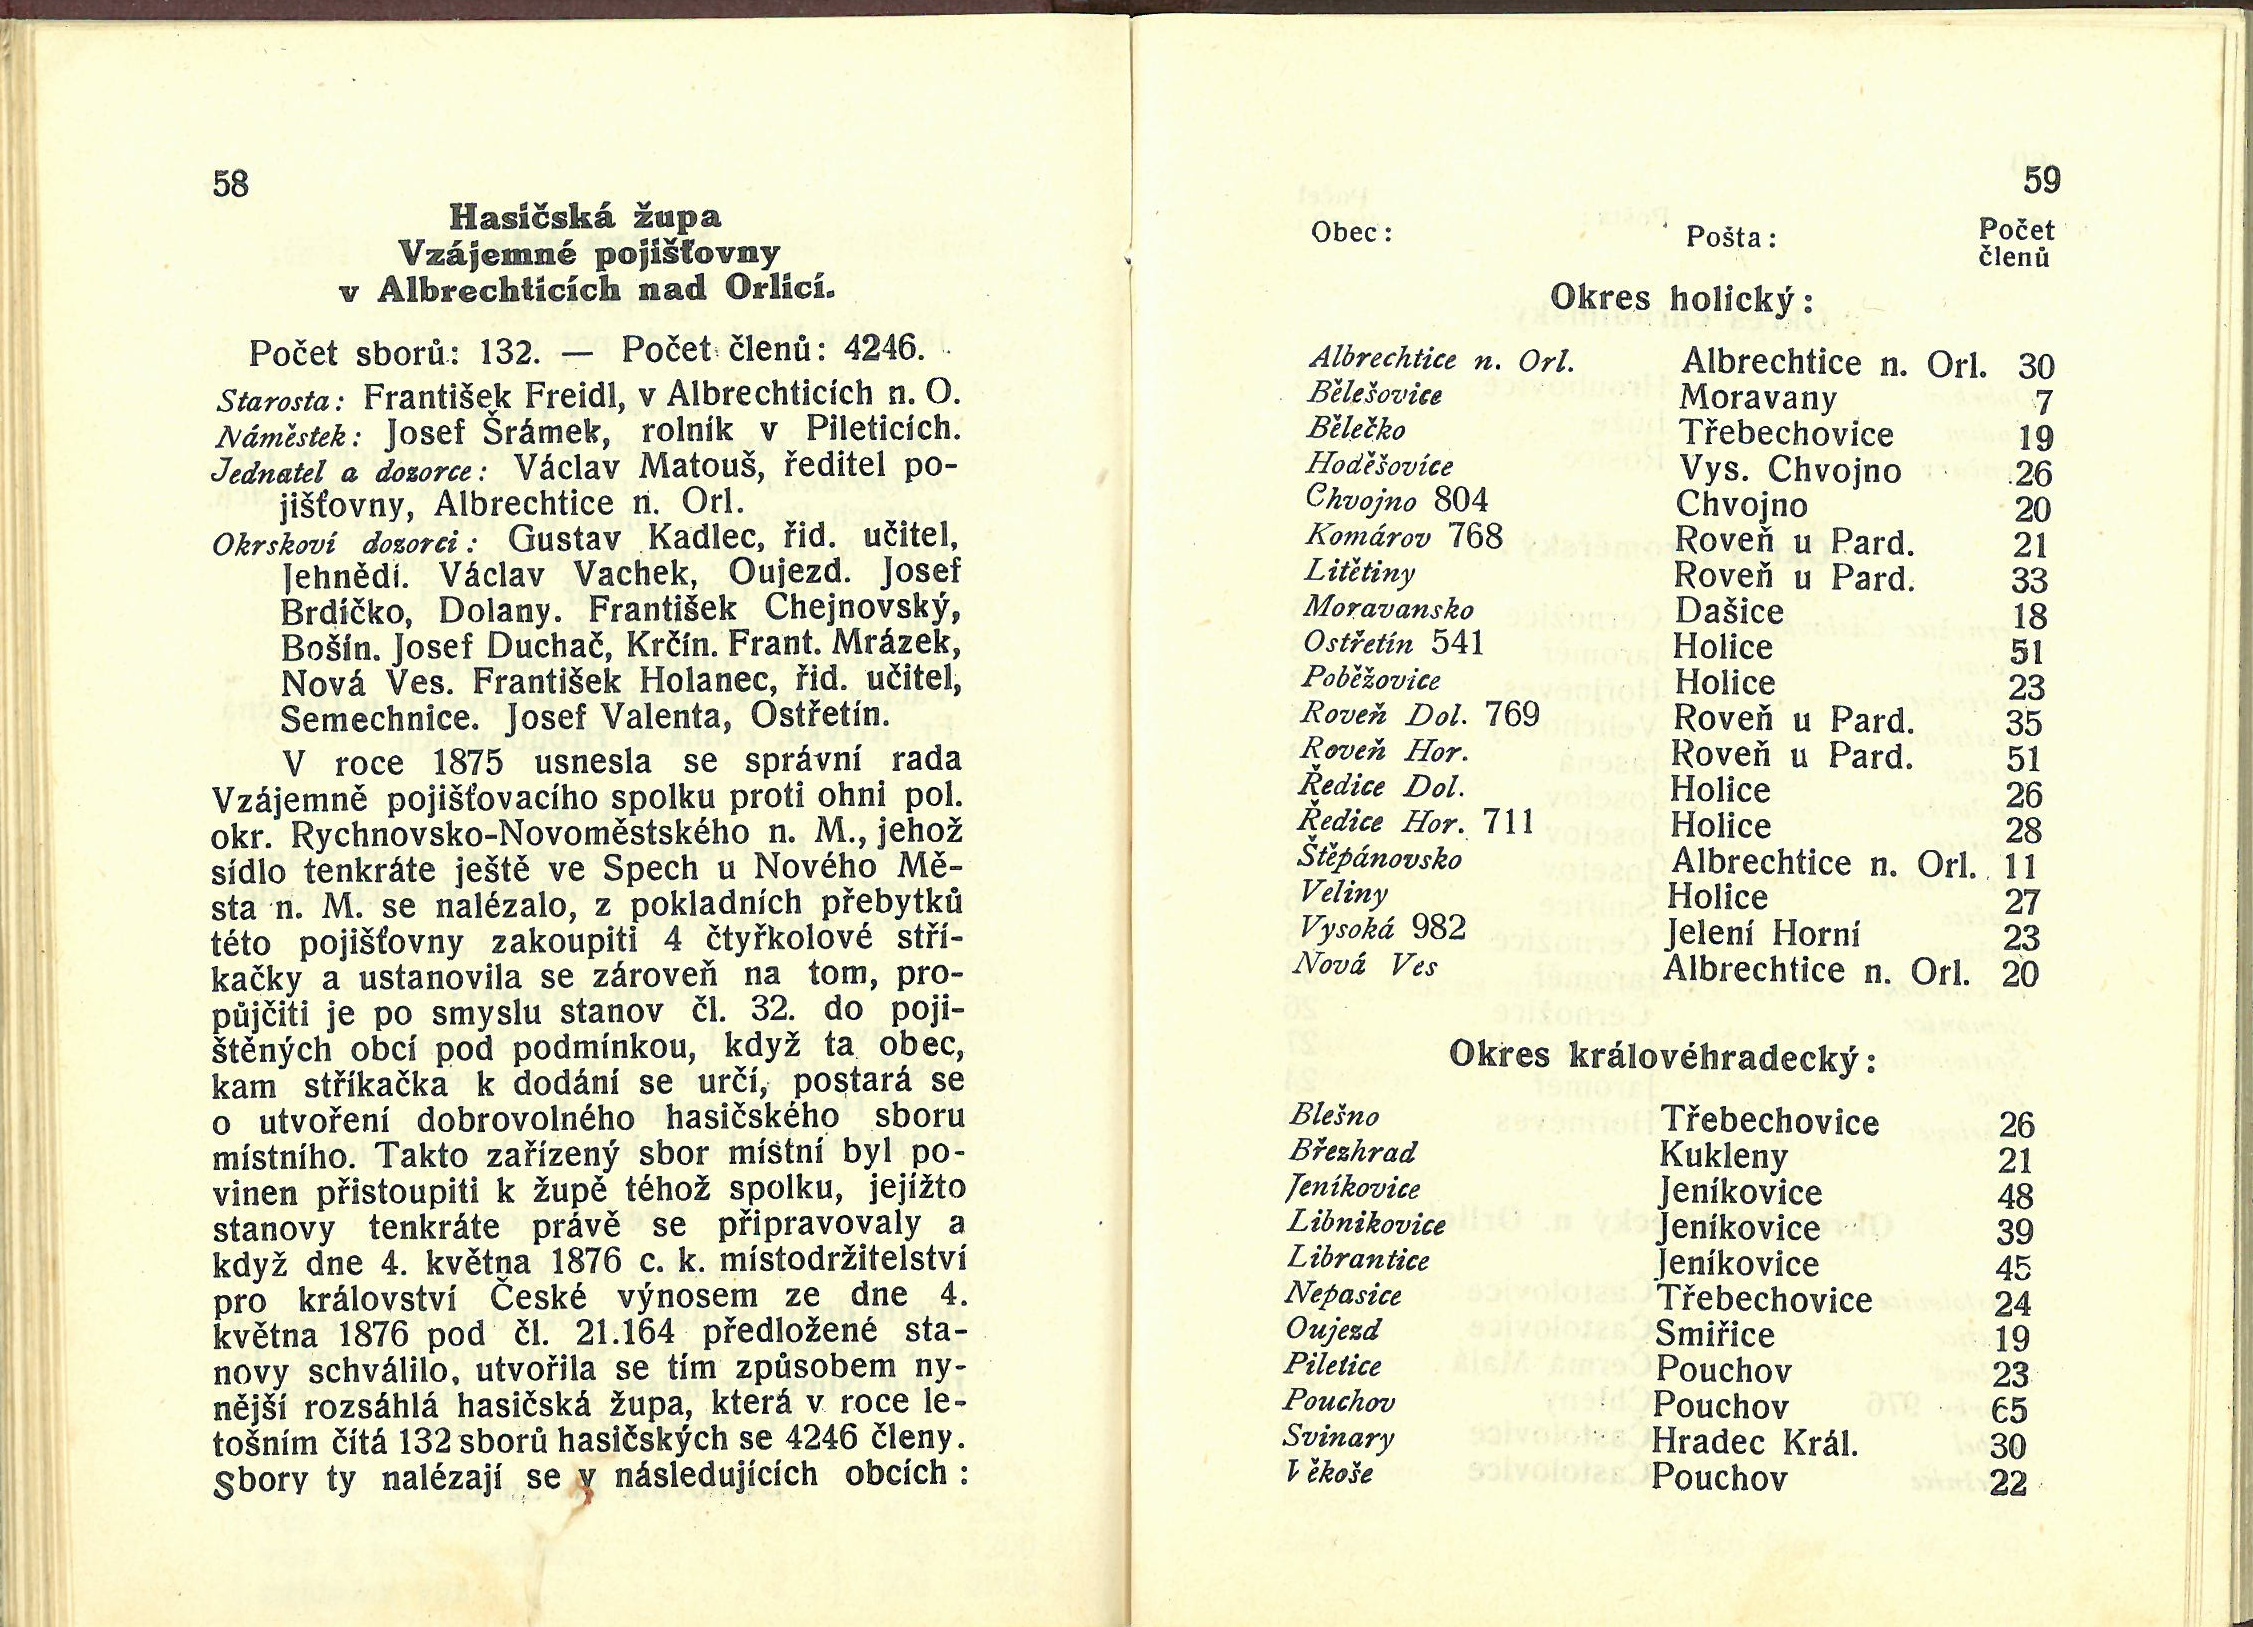 58
Hasičská župa
Vzájemné pojišťovny
v Albrechticích nad Orlicí.
Počet sborů: 132. — Počet členů: 4246.
Starosta: František Freidl, v Albrechticích n. O.
Náměstek: Josef Šrámek, rolník v Pileticích.
Jednatel a dozorce: Václav Matouš, ředitel po-
jišťovny, Albrechtice n. Orl.
Okrskoví dozorci: Gustav Kadlec, řid. učitel,
Jehnědí. Václav Vachek, Oujezd. Josef
Brdíčko, Dolany. František Chejnovský,
Bošín. Josef Duchač, Krčín. Frant. Mrázek,
Nová Ves. František Holanec, řid. učitel,
Semechnice. Josef Valenta, Ostřetín.
V roce 1875 usnesla se správní rada
Vzájemně pojišťovacího spolku proti ohni pol.
okr. Rychnovsko-Novoměstského n. M., jehož
sídlo tenkráte ještě ve Spech u Nového Mě-
sta n. M. se nalézalo, z pokladních přebytků
této pojišťovny zakoupiti 4 čtyřkolové stří-
kačky a ustanovila se zároveň na tom, pro-
půjčiti je po smyslu stanov čl. 32. do poji-
štěných obcí pod podmínkou, když ta obec,
kam stříkačka k dodání se určí, postará se
o utvoření dobrovolného hasičského sboru
místního. Takto zařízený sbor místní byl po-
vinen přistoupiti k župě téhož spolku, jejížto
stanovy tenkráte právě se připravovaly a
když dne 4. května 1876 c. k. místodržitelství
pro království České výnosem ze dne 4.
května 1876 pod čl. 21.164 předložené sta-
novy schválilo, utvořila se tím způsobem ny-
nější rozsáhlá hasičská župa, která v roce le-
tošním čítá 132 sborů hasičských se 4246 členy.
Sbory ty nalézají se v následujících obcích :
59
Obec: Pošta: Počet
členů
Okres holický:
Albrechtice n. Orl. Albrechtice n. Orl. 30
Bělešovice Moravany 7
Bělečko Třebechovice 19
Hoděšovice Vys. Chvojno 26
Chvojno 804 Chvojno 20
Komárov 768 Roveň u Pard. 21
Litětiny Roveň u Pard. 33
Moravansko Dašice 18
Ostřetín 541 Holice 51
Poběžovice Holice 23
Roveň Dol. 769 Roveň u Pard. 35
Roveň Hor. Roveň u Pard. 51
Ředice Dol. Holice 26
Ředice Hor. 711 Holice 28
Štěpánovsko Albrechtice n. Orl. 11
Veliny Holice 27
Vysoká 982 Jelení Horní 23
Nová Ves Albrechtice n. Orl. 20
Okres královéhradecký:
Blešno Třebechovice 26
Březhrad Kukleny 21
Jeníkovice Jeníkovice 48
Libnikovice Jeníkovice 39
Librantice Jeníkovice 45
Nepasice Třebechovice 24
Oujezd Smiřice 19
Piletice Pouchov 23
Pouchov Pouchov 65
Svinary Hradec Král. 30
Věkoše Pouchov 22